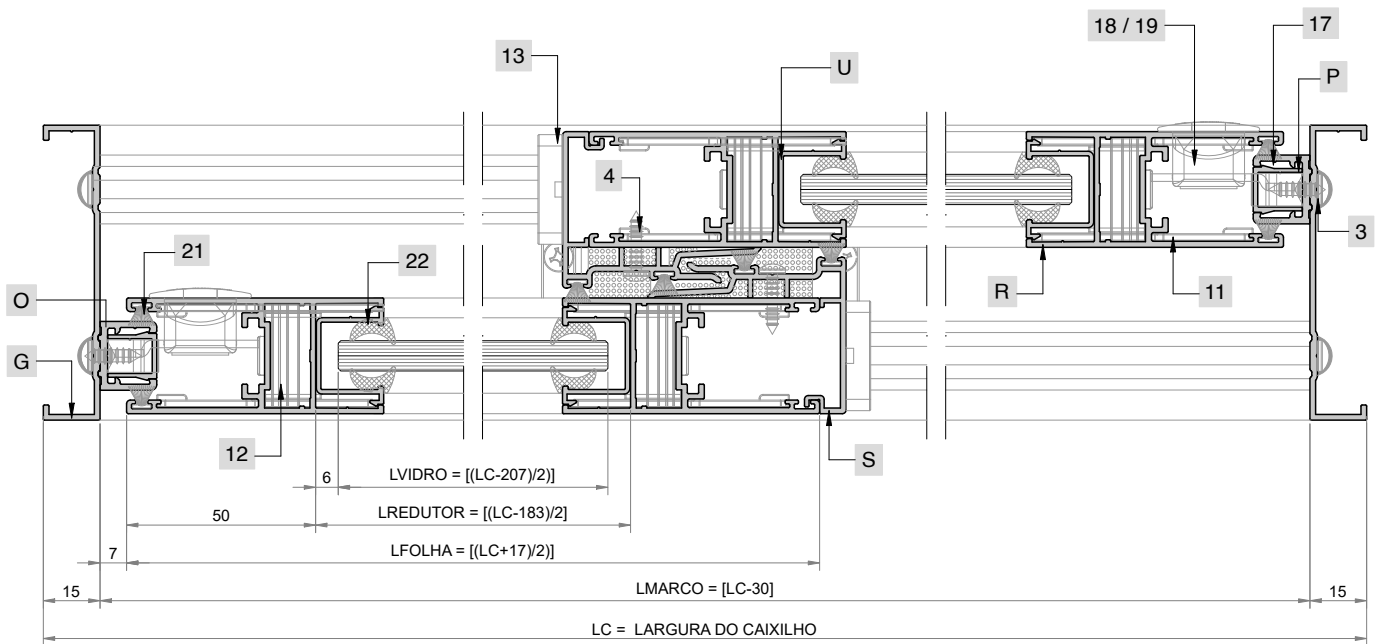 18 / 19
17
13
U
P
4
3
21
22
O
R
11
G
12
S
6
LVIDRO = [(LC-207)/2)]
50
LREDUTOR = [(LC-183)/2]
7
LFOLHA = [(LC+17)/2)]
15
LMARCO = [LC-30]
15
LC = LARGURA DO CAIXILHO